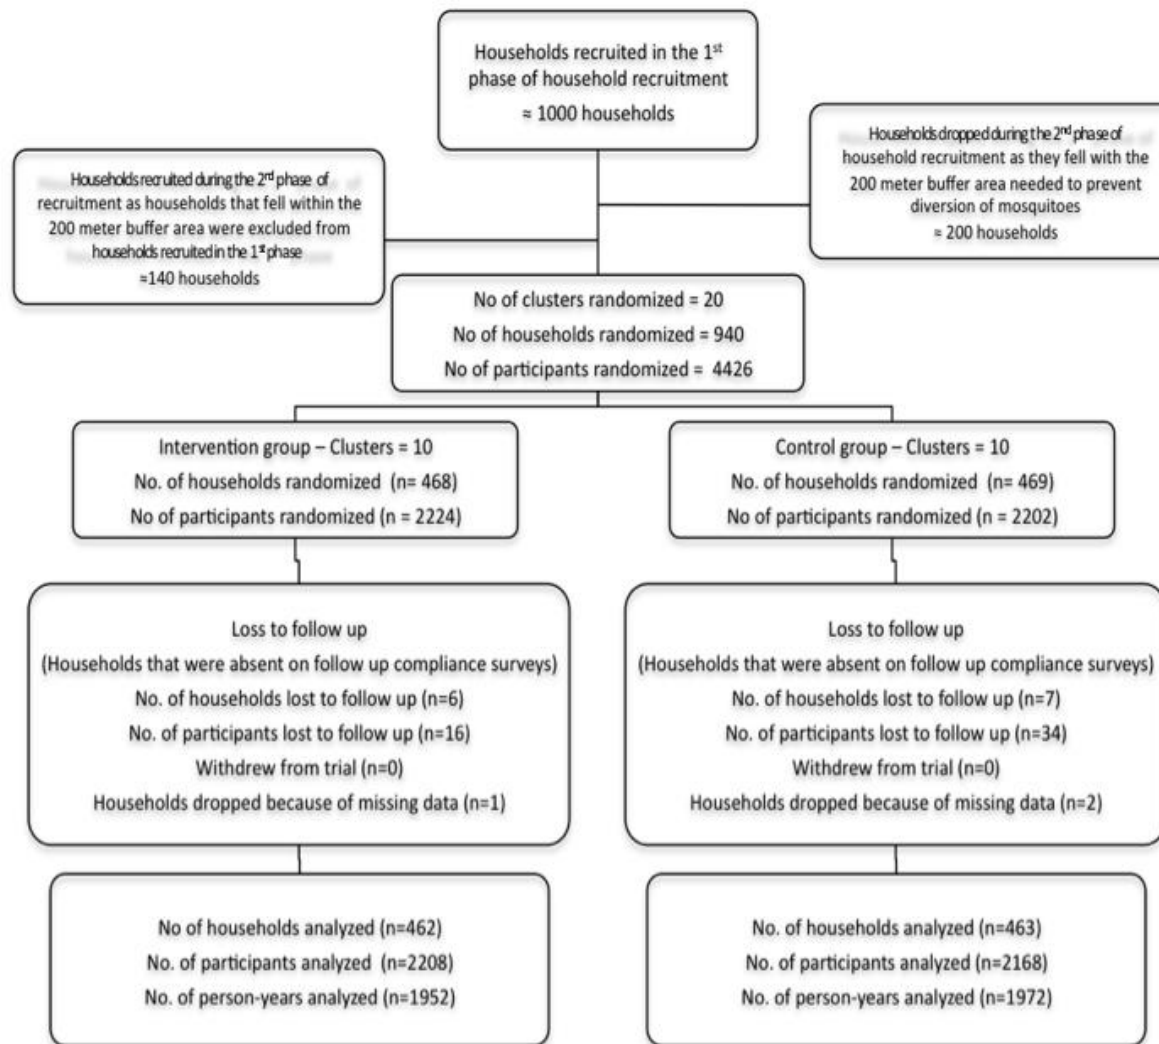 Households recruited in the 1st
phase of household recruitment
≈ 1000 households
Households dropped during the 2nd phase of
household recruitment as they fell with the
200 meter buffer area needed to prevent
diversion of mosquitoes
≈ 200 households
Households recruited during the 2rd phase of
recruitment as households that fell within the
200 meter buffer area were excluded from
households recruited in the 1st phase
≈140 households
No of clusters randomized = 20
No of households randomized = 940
No of participants randomized = 4426
Intervention group – Clusters = 10
No. of households randomized (n= 468)
No of participants randomized (n = 2224)
Control group – Clusters = 10
No. of households randomized (n= 469)
No of participants randomized (n = 2202)
Loss to follow up
(Households that were absent on follow up compliance surveys)
No. of households lost to follow up (n=6)
No. of participants lost to follow up (n=16)
Withdrew from trial (n=0)
Households dropped because of missing data (n=1)
Loss to follow up
(Households that were absent on follow up compliance surveys)
No. of households lost to follow up (n=7)
No. of participants lost to follow up (n=34)
Withdrew from trial (n=0)
Households dropped because of missing data (n=2)
No of households analyzed (n=462)
No. of participants analyzed (n=2208)
No. of person-years analyzed (n=1952)
No. of households analyzed (n=463)
No. of participants analyzed (n=2168)
No. of person-years analyzed (n=1972)